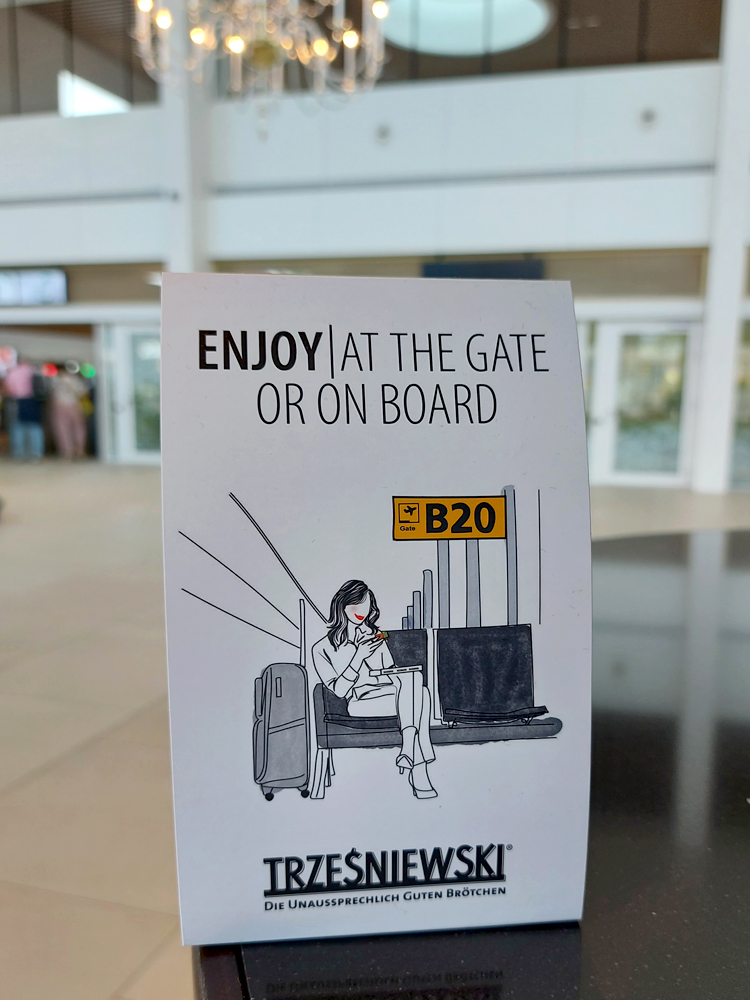 ENJOY|AT THE GATE
OR ON BOARD
Gate B20
TRZEŚNIEWSKI®
DIE UNAUSSPRECHLICH GUTEN BRÖTCHEN